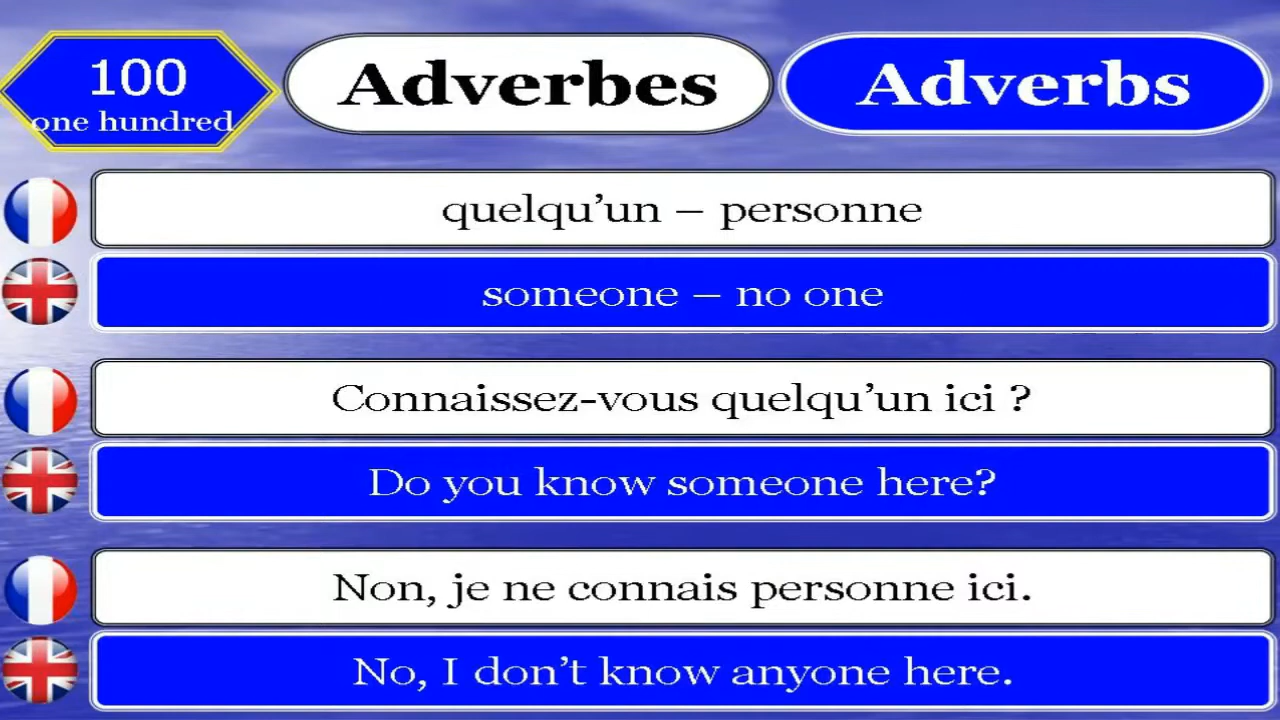 100
one hundred
Adverbes
Adverbs
quelqu’un – personne
someone – no one
Connaissez-vous quelqu’un ici ?
Do you know someone here?
Non, je ne connais personne ici.
No, I don’t know anyone here.